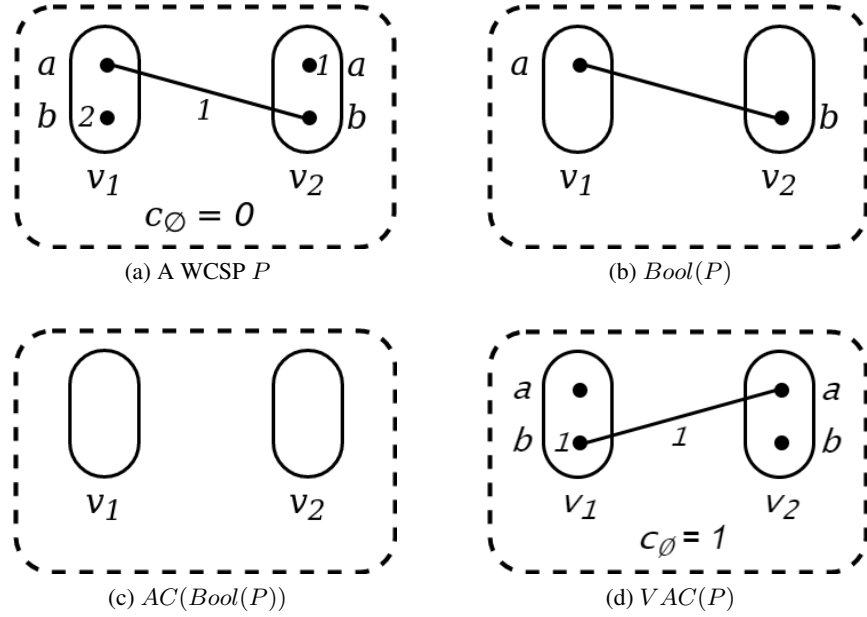 a 1 a
b 2 1 b
v₁ v₂
c∅ = 0
(a) A WCSP P
a
b
v₁ v₂
(b) Bool(P)
v₁ v₂
(c) AC(Bool(P))
a a
b 1 1 b
v₁ v₂
c∅ = 1
(d) VAC(P)